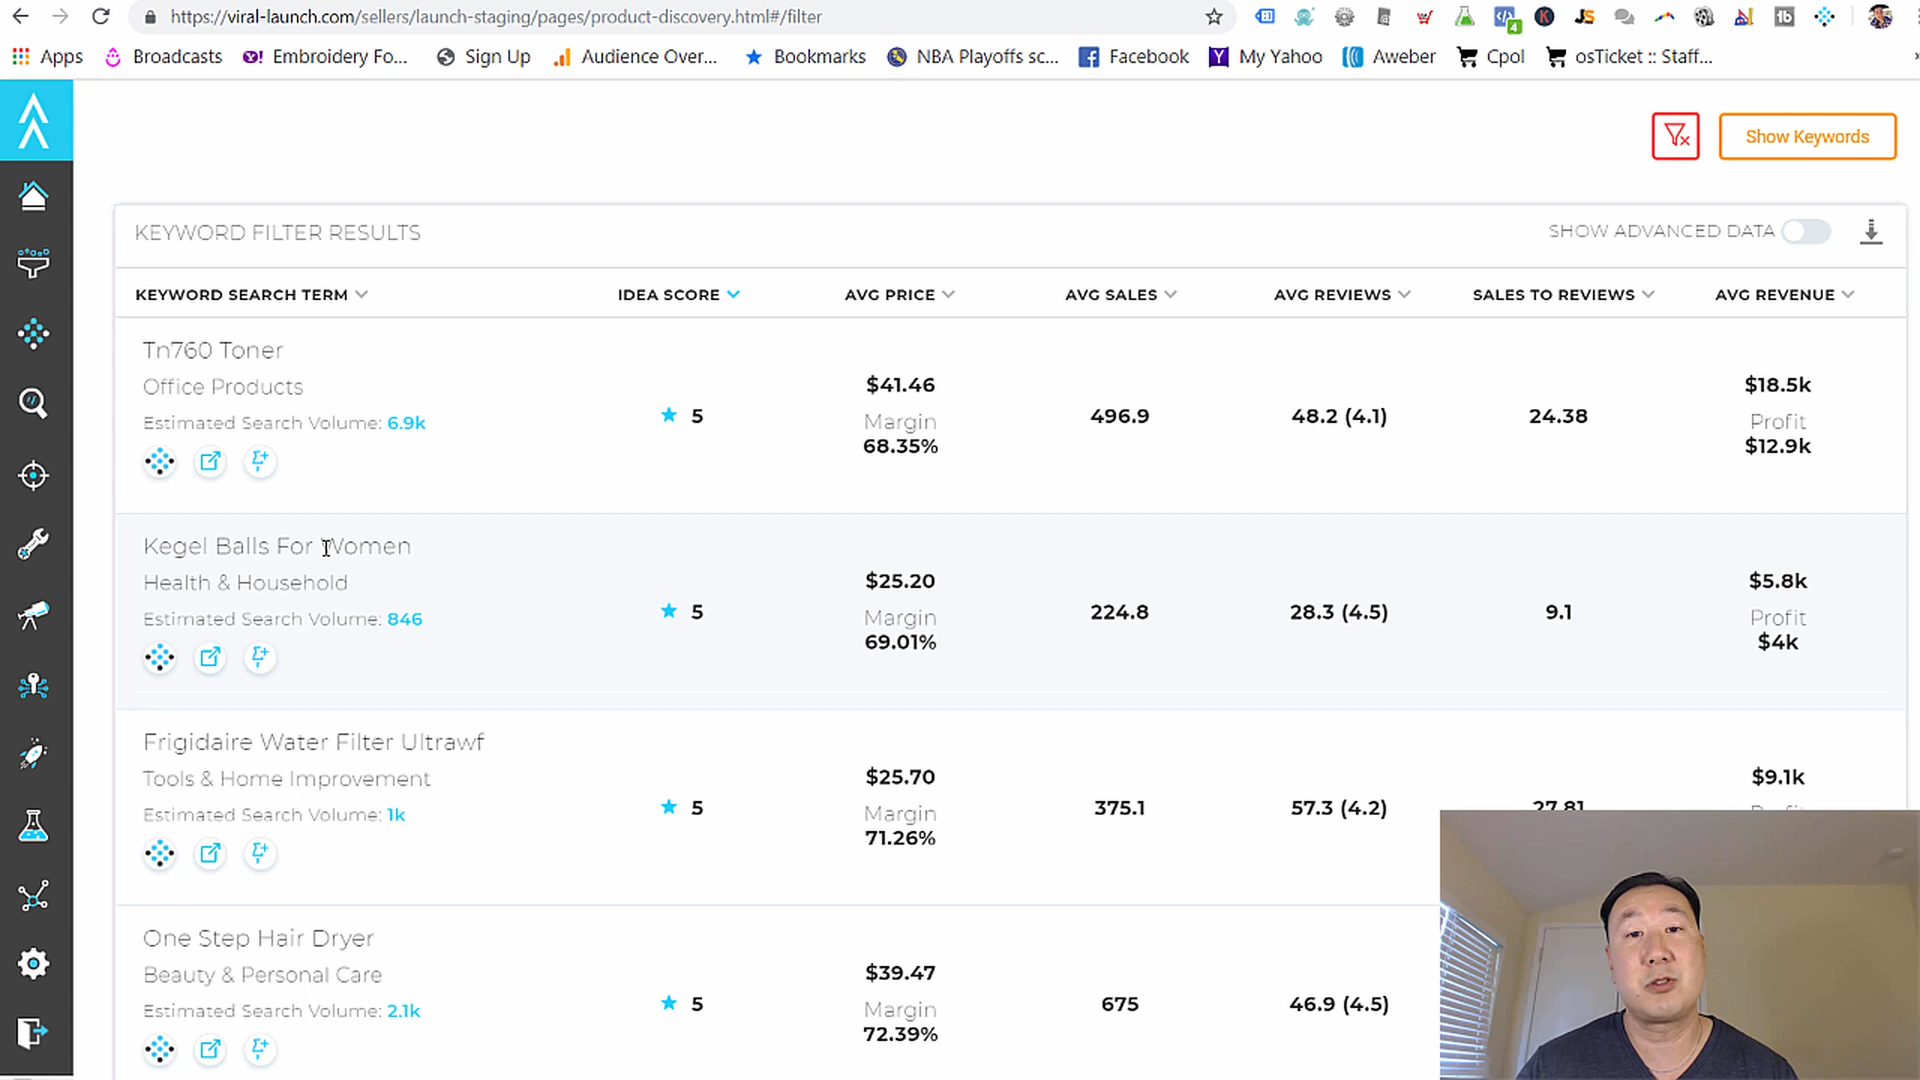 https://viral-launch.com/sellers/launch-staging/pages/product-discovery.html#/filter
4
JS
tb
Apps Broadcasts Embroidery Fo... Sign Up Audience Over... Bookmarks NBA Playoffs sc... Facebook My Yahoo Aweber Cpol osTicket :: Staff...
Show Keywords
KEYWORD FILTER RESULTS
SHOW ADVANCED DATA
KEYWORD SEARCH TERM IDEA SCORE AVG PRICE AVG SALES AVG REVIEWS SALES TO REVIEWS AVG REVENUE
Tn760 Toner
Office Products
Estimated Search Volume: 6.9k
5
$41.46
Margin
68.35%
496.9
48.2 (4.1)
24.38
$18.5k
Profit
$12.9k
Kegel Balls For Women
Health & Household
Estimated Search Volume: 846
5
$25.20
Margin
69.01%
224.8
28.3 (4.5)
9.1
$5.8k
Profit
$4k
Frigidaire Water Filter Ultrawf
Tools & Home Improvement
Estimated Search Volume: 1k
5
$25.70
Margin
71.26%
375.1
57.3 (4.2)
27.81
$9.1k
Profit
One Step Hair Dryer
Beauty & Personal Care
Estimated Search Volume: 2.1k
5
$39.47
Margin
72.39%
675
46.9 (4.5)